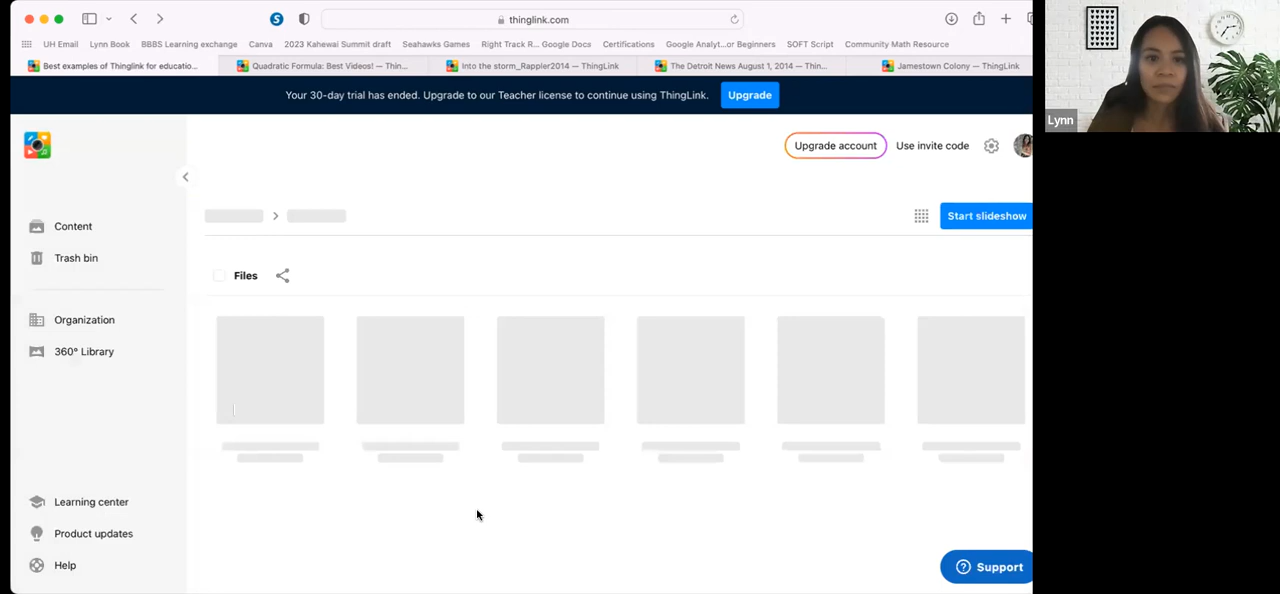 thinglink.com
UH Email Lynn Book BBBS Learning exchange Canva 2023 Kahewai Summit draft Seahawks Games Right Track R... Google Docs Certifications Google Analyt...or Beginners SOFT Script Community Math Resource
Best examples of Thinglink for educatio... Quadratic Formula: Best Videos! — Thin... Into the storm_Rappler2014 — ThingLink The Detroit News August 1, 2014 — Thin... Jamestown Colony — ThingLink
Your 30-day trial has ended. Upgrade to our Teacher license to continue using ThingLink. Upgrade
Upgrade account Use invite code
Start slideshow
Content
Trash bin
Files
Organization
360° Library
Learning center
Product updates
Help
Support
Lynn